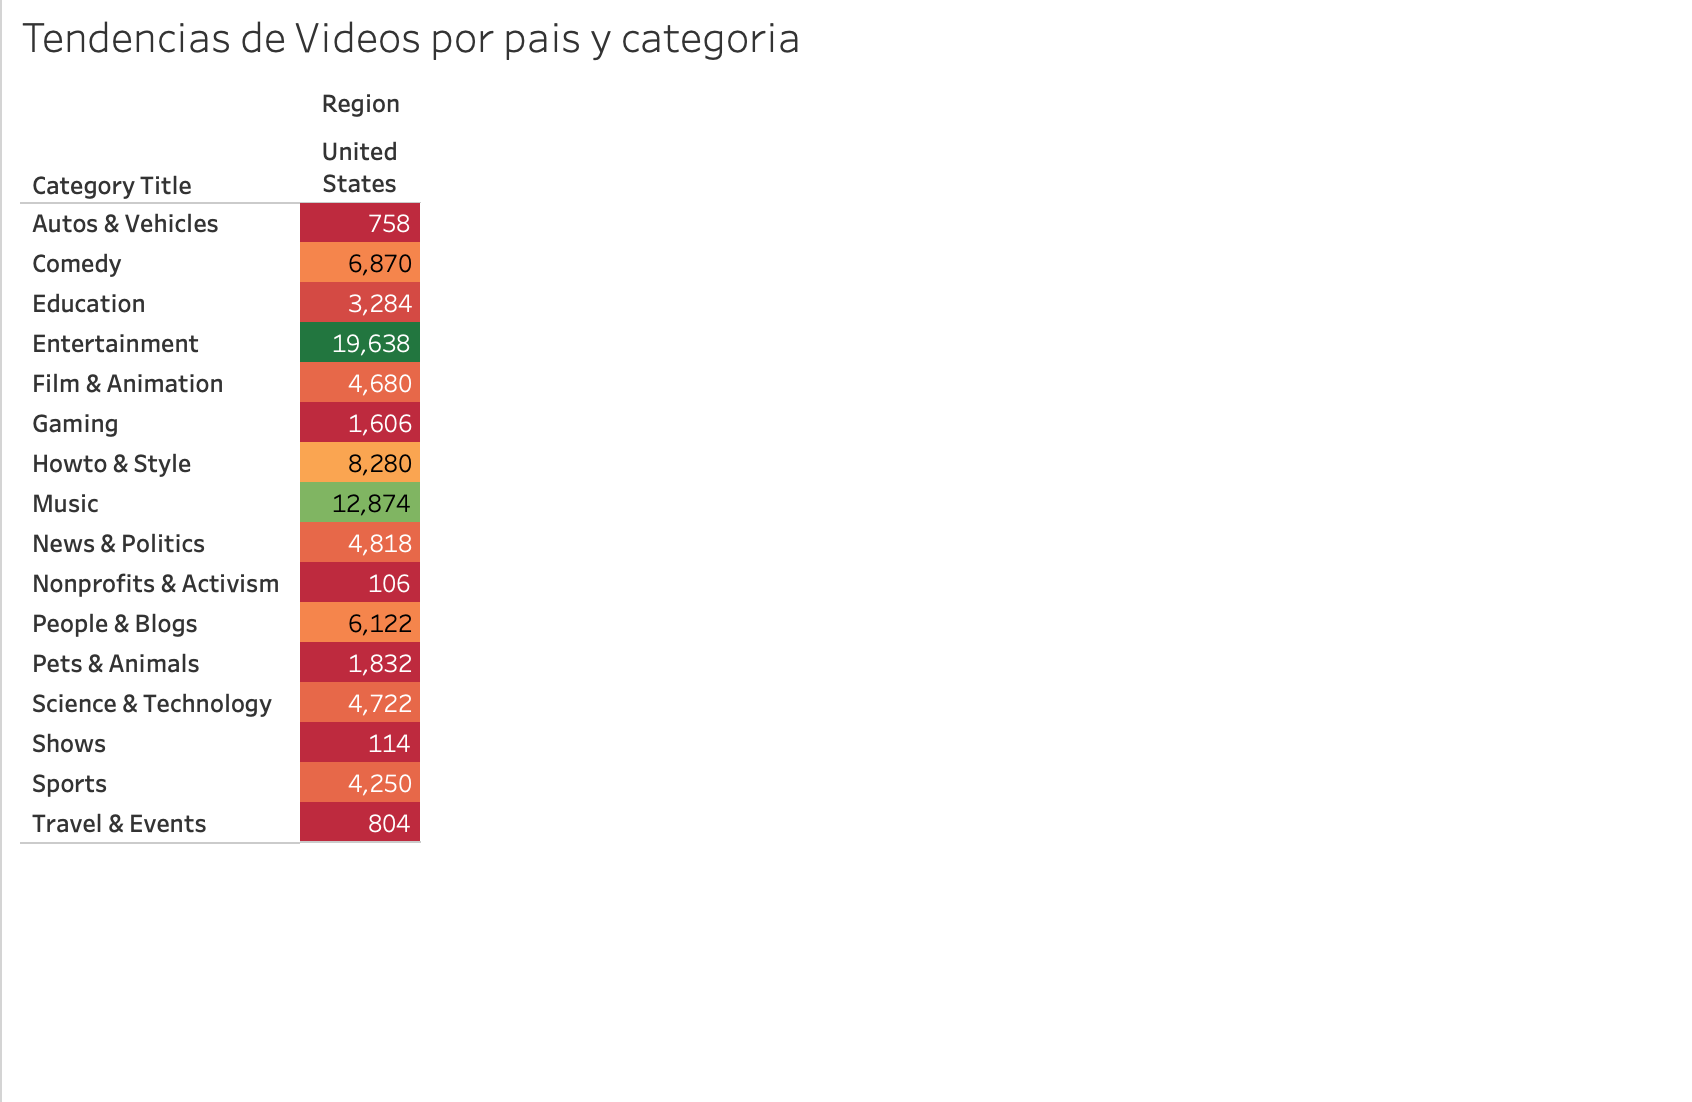 Tendencias de Videos por pais y categoria
Region
United
States
Category Title
Autos & Vehicles 758
Comedy 6,870
Education 3,284
Entertainment 19,638
Film & Animation 4,680
Gaming 1,606
Howto & Style 8,280
Music 12,874
News & Politics 4,818
Nonprofits & Activism 106
People & Blogs 6,122
Pets & Animals 1,832
Science & Technology 4,722
Shows 114
Sports 4,250
Travel & Events 804